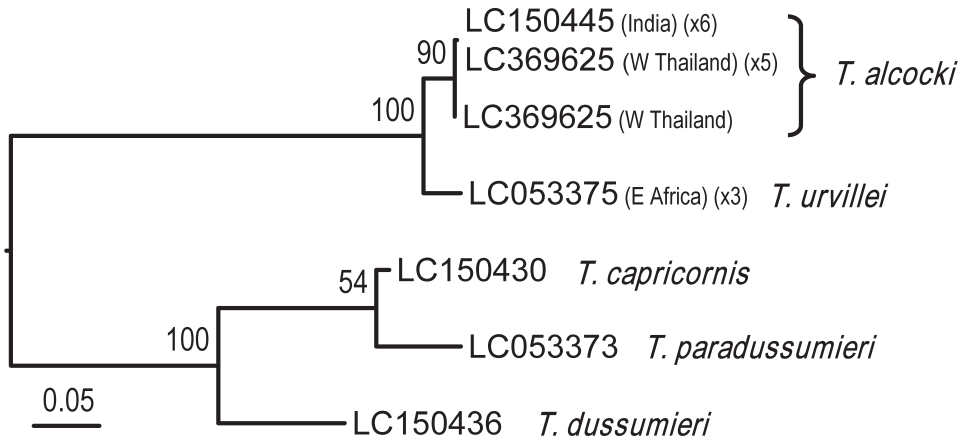 LC150445 (India) (x6)
90
LC369625 (W Thailand) (x5)
T. alcocki
100
LC369625 (W Thailand)
LC053375 (E Africa) (x3) T. urvillei
LC150430 T. capricornis
54
100
LC053373 T. paradussumieri
0.05
LC150436 T. dussumieri